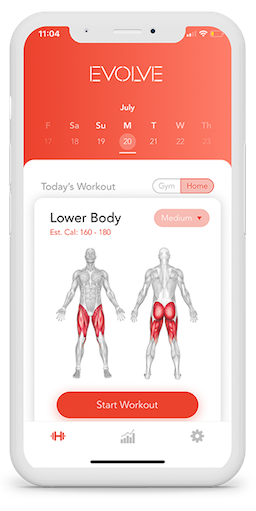 11:04
EVOLVE
July
F Sa Su M T W Th
17 18 19 20 21 22 23
Today's Workout Gym Home
Lower Body Medium
Est. Cal: 160 - 180
Start Workout